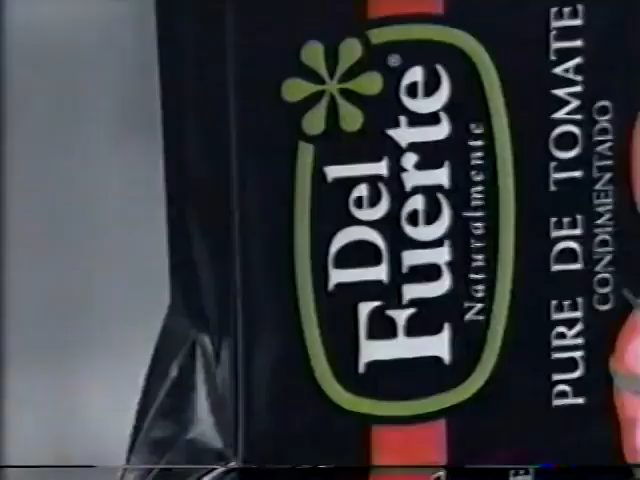 Del
Fuerte®
Naturalmente
PURE DE TOMATE
CONDIMENTADO